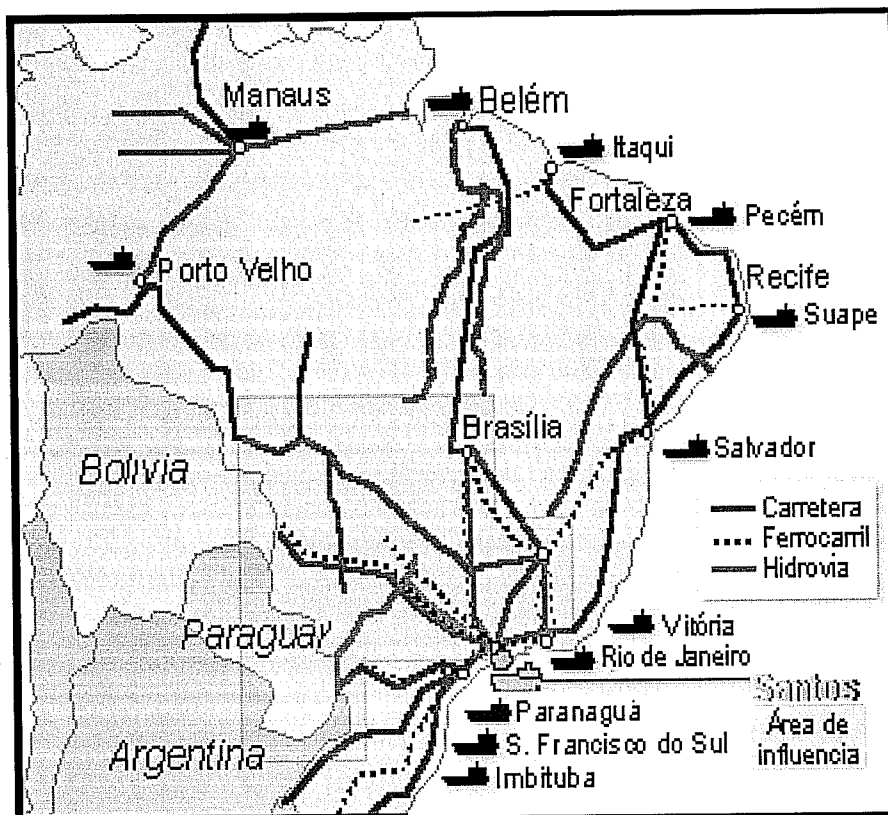 Manaus
Belém
Itaqui
Fortaleza
Pecém
Porto Velho
Recife
Suape
Brasília
Bolivia
Salvador
Carretera
Ferrocarril
Hidrovia
Paraguay
Vitória
Rio de Janeiro
Santos
Área de
influencia
Paranaguà
S. Francisco do Sul
Argentina
Imbituba